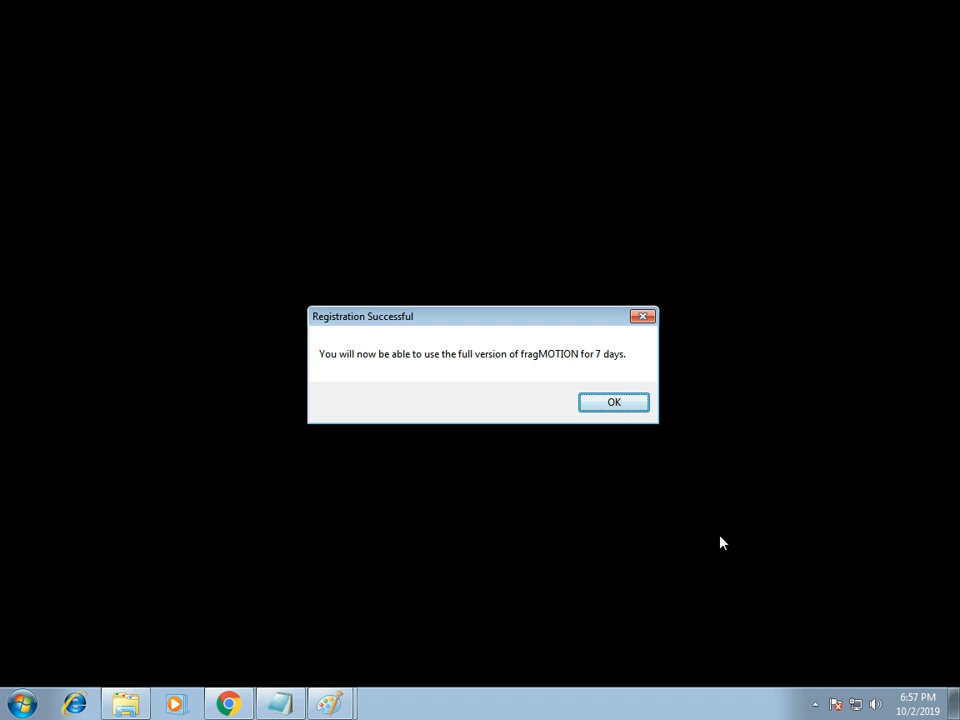 Registration Successful
You will now be able to use the full version of fragMOTION for 7 days.
OK
6:57 PM
10/2/2019